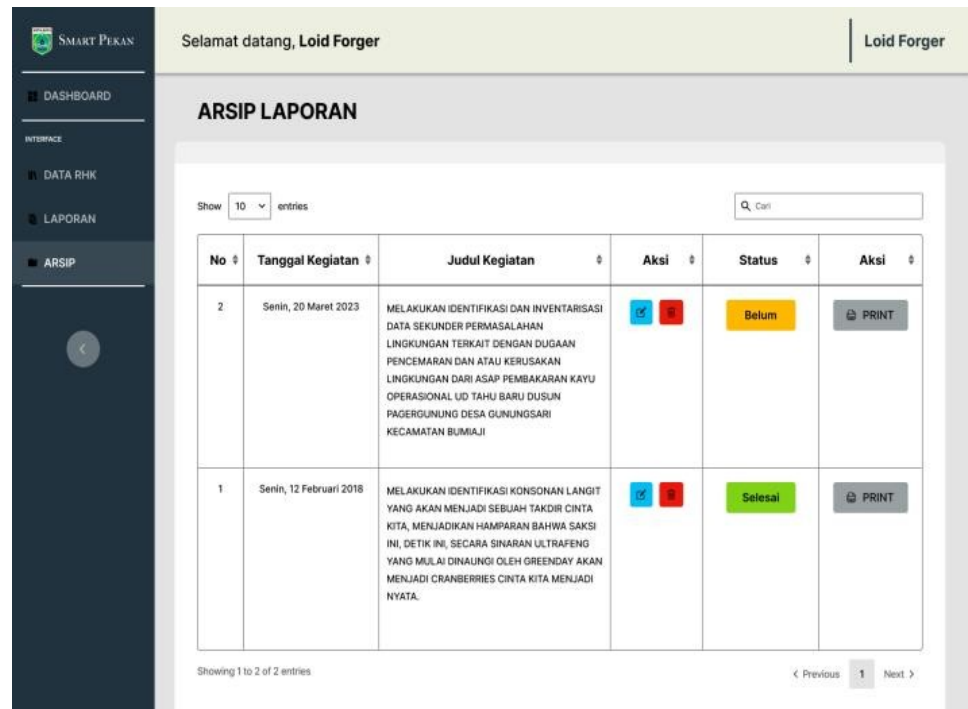 SMART PEKAN
Selamat datang, Loid Forger
Loid Forger
DASHBOARD
INTERFACE
DATA RHK
LAPORAN
ARSIP
ARSIP LAPORAN
Show 10 entries
Cari
No Tanggal Kegiatan Judul Kegiatan Aksi Status Aksi
2 Senin, 20 Maret 2023
MELAKUKAN IDENTIFIKASI DAN INVENTARISASI
DATA SEKUNDER PERMASALAHAN
LINGKUNGAN TERKAIT DENGAN DUGAAN
PENCEMARAN DAN ATAU KERUSAKAN
LINGKUNGAN DARI ASAP PEMBAKARAN KAYU
OPERASIONAL UD TAHU BARU DUSUN
PAGERGUNUNG DESA GUNUNGSARI
KECAMATAN BUMIAJI
Belum
PRINT
1 Senin, 12 Februari 2018
MELAKUKAN IDENTIFIKASI KONSONAN LANGIT
YANG AKAN MENJADI SEBUAH TAKDIR CINTA
KITA, MENJADIKAN HAMPARAN BAHWA SAKSI
INI, DETIK INI, SECARA SINARAN ULTRAFENG
YANG MULAI DINAUNGI OLEH GREENDAY AKAN
MENJADI CRANBERRIES CINTA KITA MENJADI
NYATA.
Selesai
PRINT
Showing 1 to 2 of 2 entries
< Previous 1 Next >